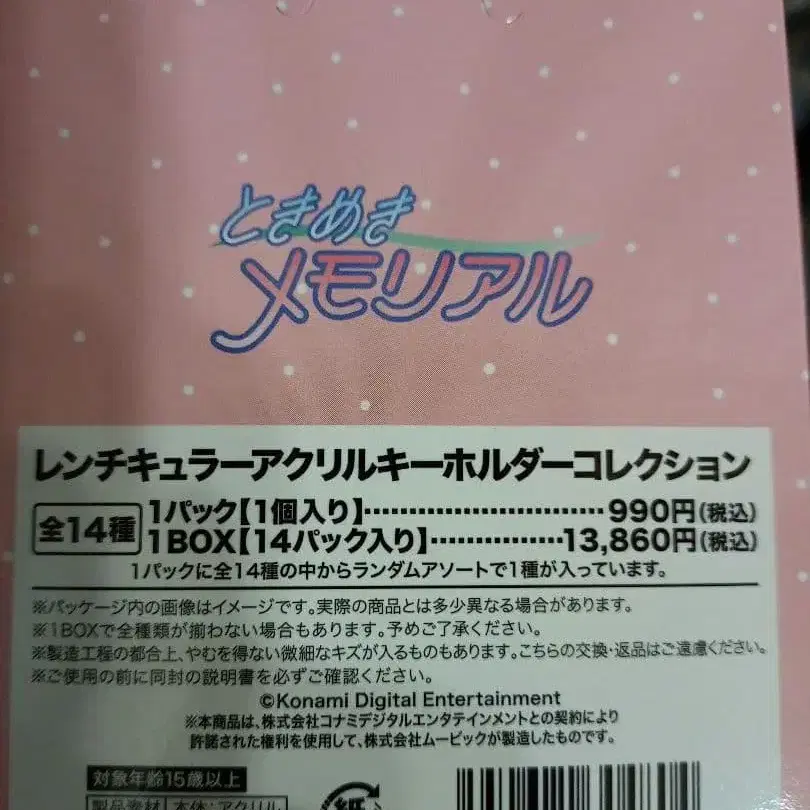 ときめき
メモリアル
レンチキュラーアクリルキーホルダーコレクション
全14種
1パック【1個入り】…………………………990円(税込)
1BOX【14パック入り】……………13,860円(税込)
1パックに全14種の中からランダムアソートで1種が入っています。
※パッケージ内の画像はイメージです。実際の商品とは多少異なる場合があります。
※1BOXで全種類が揃わない場合もあります。予めご了承ください。
※製造工程の都合上、やむを得ない微細なキズが入るものもあります。こちらの交換・返品はご遠慮ください。
※ご使用の前に同封の説明書を必ずご確認ください。
©Konami Digital Entertainment
※本商品は、株式会社コナミデジタルエンタテインメントとの契約により
許諾された権利を使用して、株式会社ムービックが製造したものです。
対象年齢15歳以上
製品素材 本体:アクリル
紙